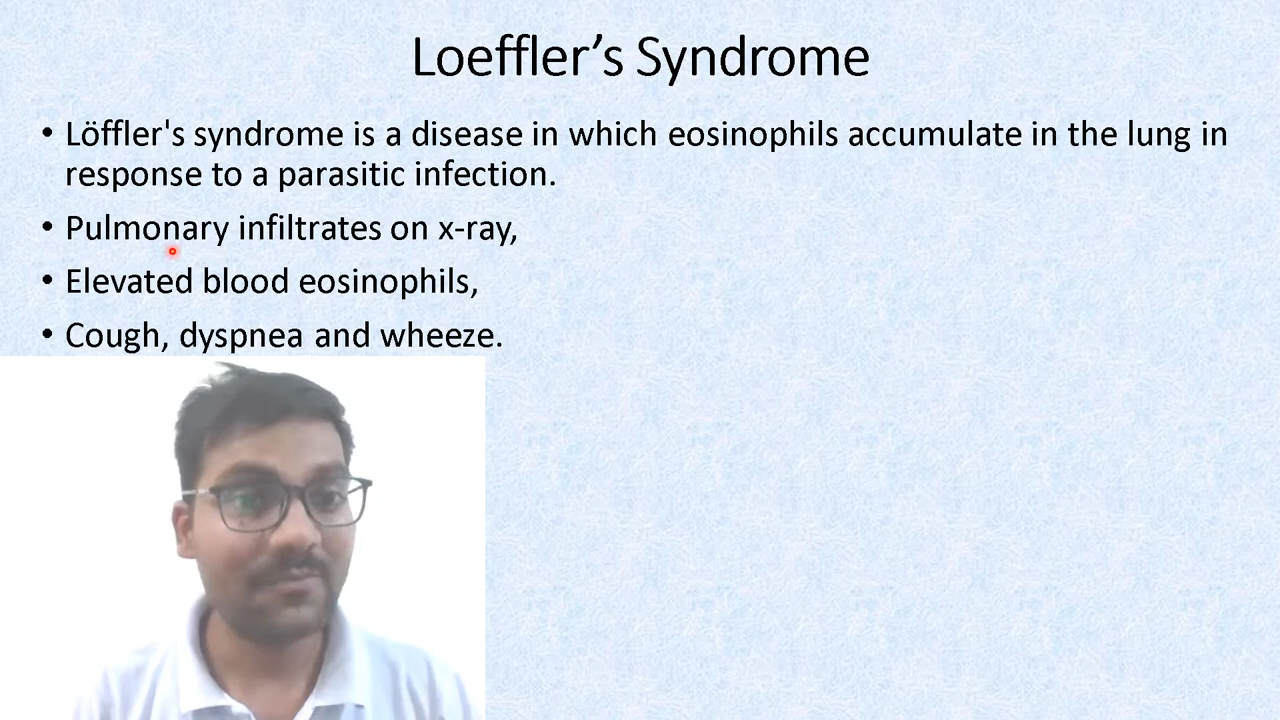 Loeffler’s Syndrome
• Löffler's syndrome is a disease in which eosinophils accumulate in the lung in
response to a parasitic infection.
• Pulmonary infiltrates on x-ray,
• Elevated blood eosinophils,
• Cough, dyspnea and wheeze.